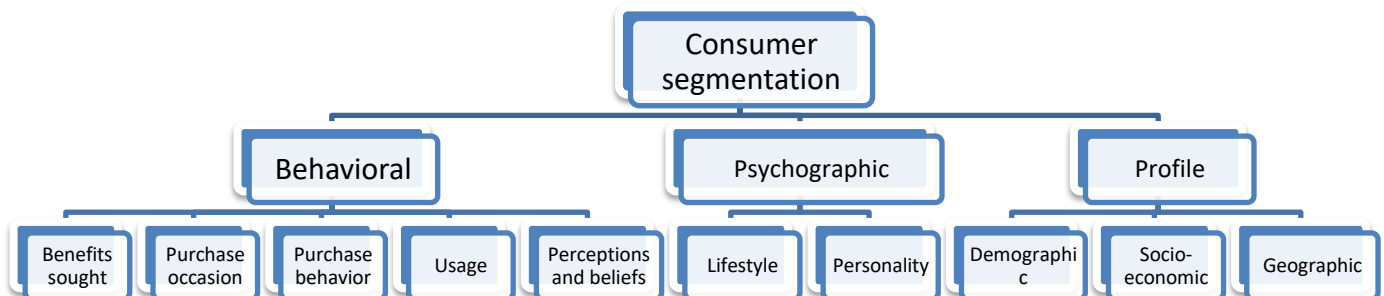 Consumer
segmentation
Behavioral
Psychographic
Profile
Benefits
sought
Purchase
occasion
Purchase
behavior
Usage
Perceptions
and beliefs
Lifestyle
Personality
Demographi
c
Socio-
economic
Geographic